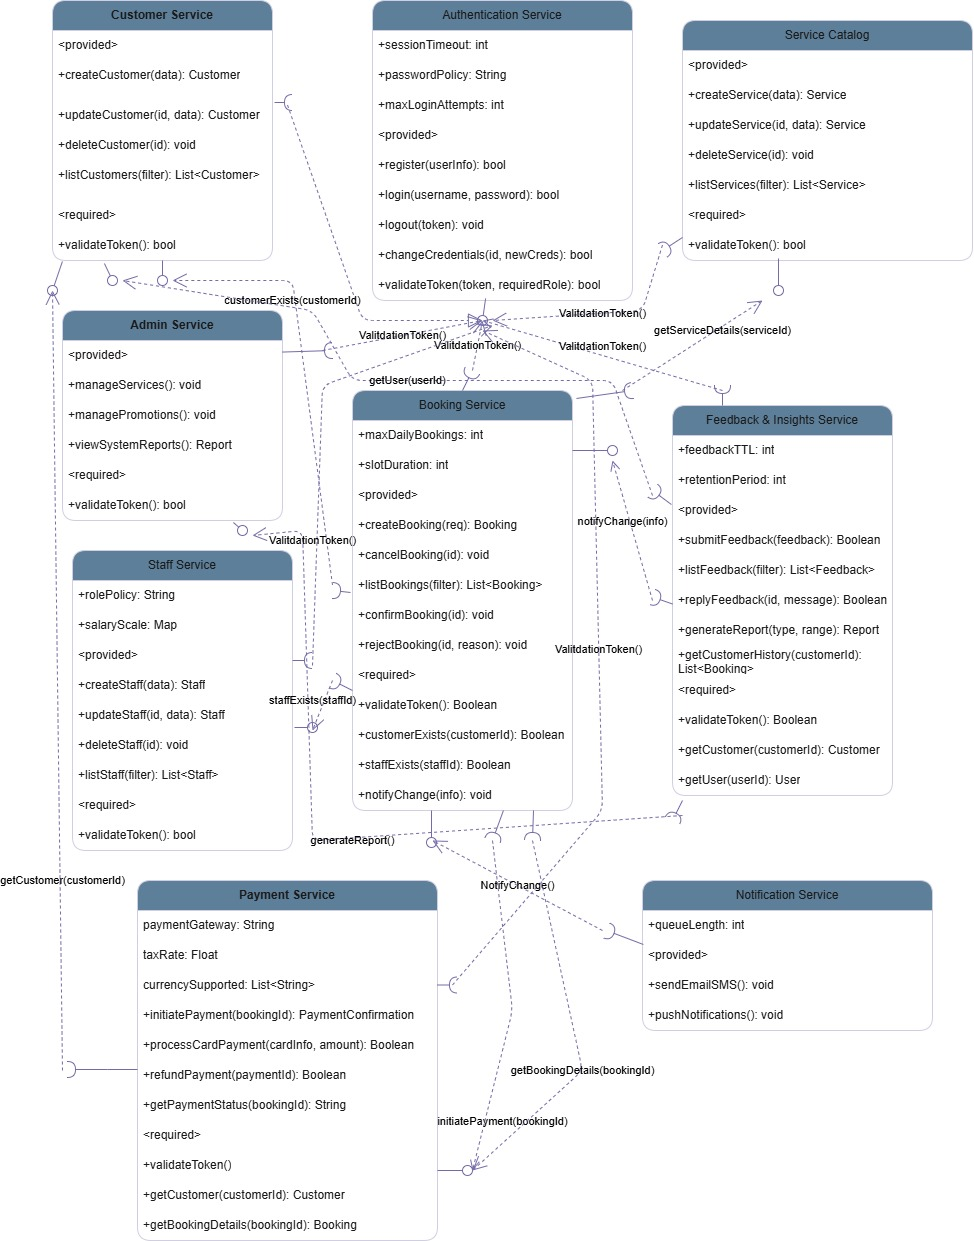 Customer Service
<provided>
+createCustomer(data): Customer
+updateCustomer(id, data): Customer
+deleteCustomer(id): void
+listCustomers(filter): List<Customer>
<required>
+validateToken(): bool
Authentication Service
+sessionTimeout: int
+passwordPolicy: String
+maxLoginAttempts: int
<provided>
+register(userInfo): bool
+login(username, password): bool
+logout(token): void
+changeCredentials(id, newCreds): bool
+validateToken(token, requiredRole): bool
Service Catalog
<provided>
+createService(data): Service
+updateService(id, data): Service
+deleteService(id): void
+listServices(filter): List<Service>
<required>
+validateToken(): bool
customerExists(customerId)
ValitdationToken()
ValitdationToken()
ValitdationToken()
ValitdationToken()
getServiceDetails(serviceId)
getUser(userId)
Admin Service
<provided>
+manageServices(): void
+managePromotions(): void
+viewSystemReports(): Report
<required>
+validateToken(): bool
ValitdationToken()
Booking Service
+maxDailyBookings: int
+slotDuration: int
<provided>
+createBooking(req): Booking
+cancelBooking(id): void
+listBookings(filter): List<Booking>
+confirmBooking(id): void
+rejectBooking(id, reason): void
<required>
+validateToken(): Boolean
+customerExists(customerId): Boolean
+staffExists(staffId): Boolean
+notifyChange(info): void
notifyChange(info)
ValitdationToken()
Feedback & Insights Service
+feedbackTTL: int
+retentionPeriod: int
<provided>
+submitFeedback(feedback): Boolean
+listFeedback(filter): List<Feedback>
+replyFeedback(id, message): Boolean
+generateReport(type, range): Report
+getCustomerHistory(customerId):
List<Booking>
<required>
+validateToken(): Boolean
+getCustomer(customerId): Customer
+getUser(userId): User
Staff Service
+rolePolicy: String
+salaryScale: Map
<provided>
+createStaff(data): Staff
+updateStaff(id, data): Staff
+deleteStaff(id): void
+listStaff(filter): List<Staff>
<required>
+validateToken(): bool
staffExists(staffId)
generateReport()
getCustomer(customerId)
NotifyChange()
Payment Service
paymentGateway: String
taxRate: Float
currencySupported: List<String>
+initiatePayment(bookingId): PaymentConfirmation
+processCardPayment(cardInfo, amount): Boolean
+refundPayment(paymentId): Boolean
+getPaymentStatus(bookingId): String
<required>
+validateToken()
+getCustomer(customerId): Customer
+getBookingDetails(bookingId): Booking
Notification Service
+queueLength: int
<provided>
+sendEmailSMS(): void
+pushNotifications(): void
getBookingDetails(bookingId)
initiatePayment(bookingId)